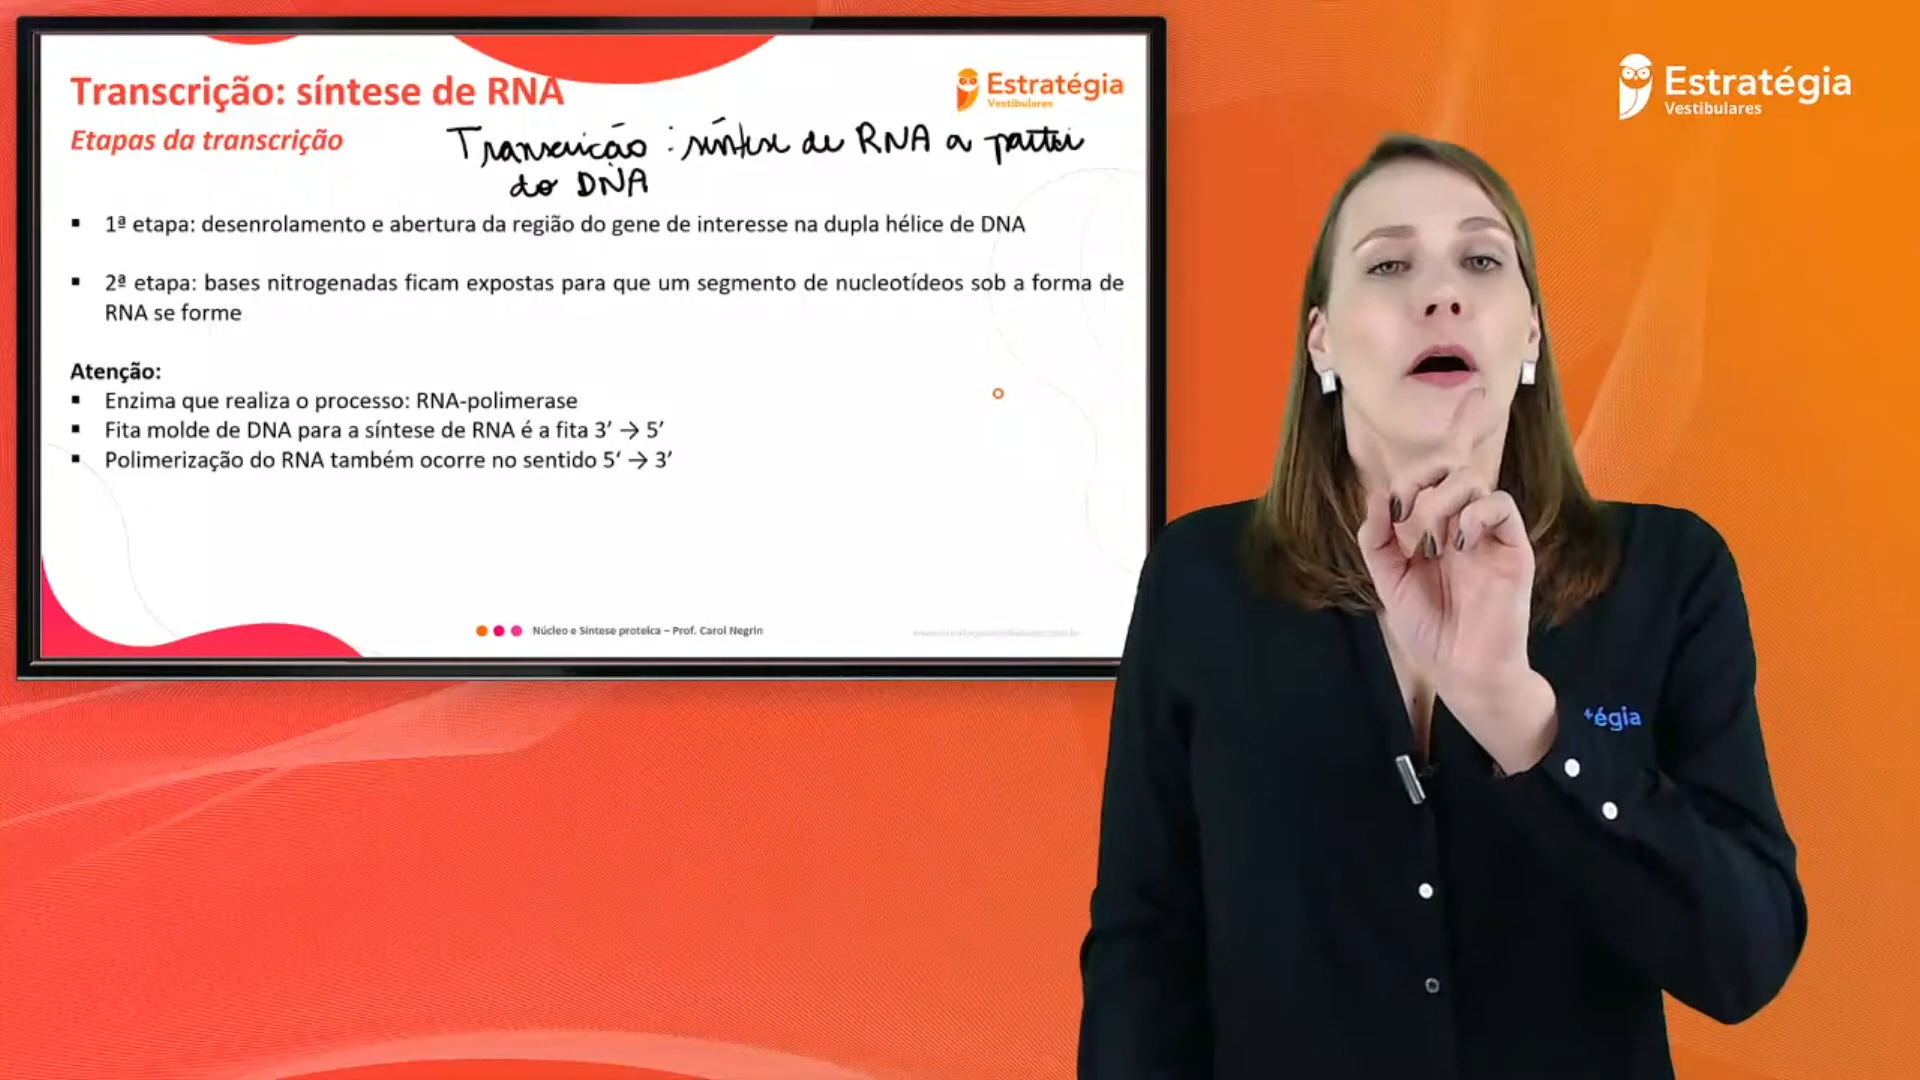 Transcrição: síntese de RNA
Estratégia
Vestibulares
Etapas da transcrição
Transcrição: síntese de RNA a partir
do DNA
▪ 1ª etapa: desenrolamento e abertura da região do gene de interesse na dupla hélice de DNA
▪ 2ª etapa: bases nitrogenadas ficam expostas para que um segmento de nucleotídeos sob a forma de
RNA se forme
Atenção:
▪ Enzima que realiza o processo: RNA-polimerase
▪ Fita molde de DNA para a síntese de RNA é a fita 3’ → 5’
▪ Polimerização do RNA também ocorre no sentido 5‘ → 3’
Núcleo e Síntese proteica – Prof. Carol Negrin
Estratégia
Vestibulares
égia